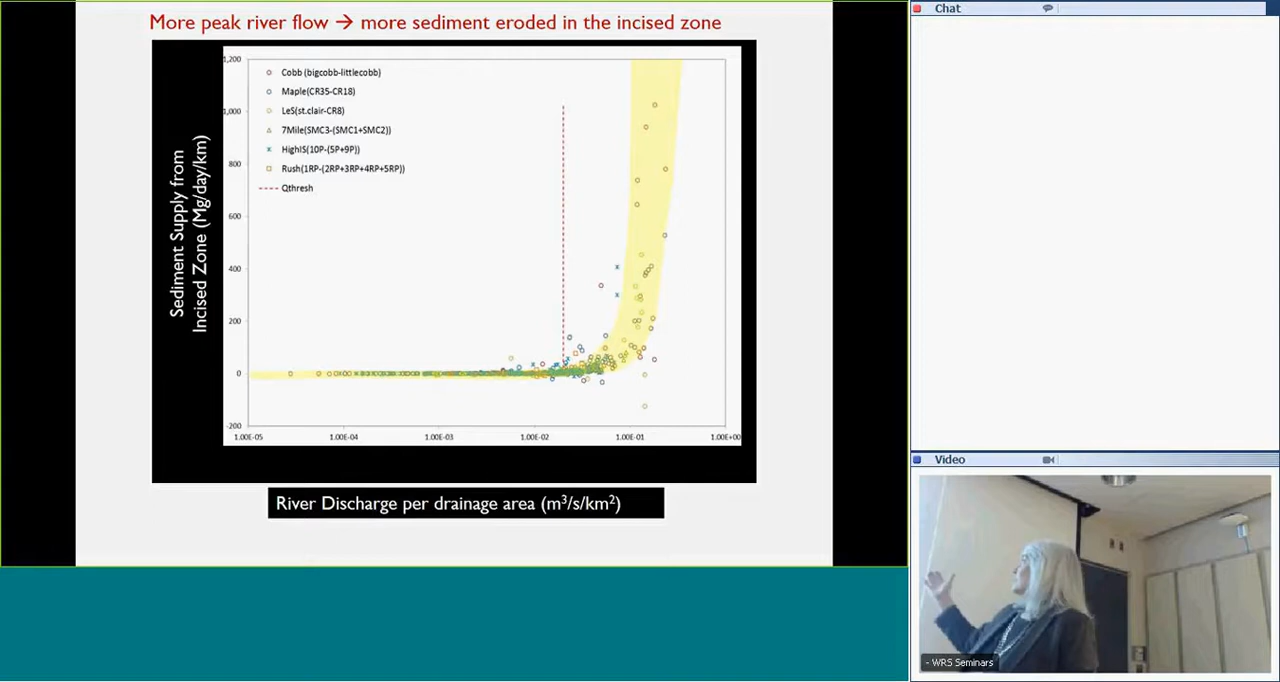 More peak river flow → more sediment eroded in the incised zone
Sediment Supply from
Incised Zone (Mg/day/km)
1,200
1,000
800
600
400
200
0
-200
Cobb (bigcobb-littlecobb)
Maple(CR35-CR18)
LeS(st.clair-CR8)
7Mile(SMC3-(SMC1+SMC2))
HighIS(10P-(5P+9P))
Rush(1RP-(2RP+3RP+4RP+5RP))
Qthresh
1.00E-05 1.00E-04 1.00E-03 1.00E-02 1.00E-01 1.00E+00
River Discharge per drainage area (m³/s/km²)
Chat
Video
- WRS Seminars